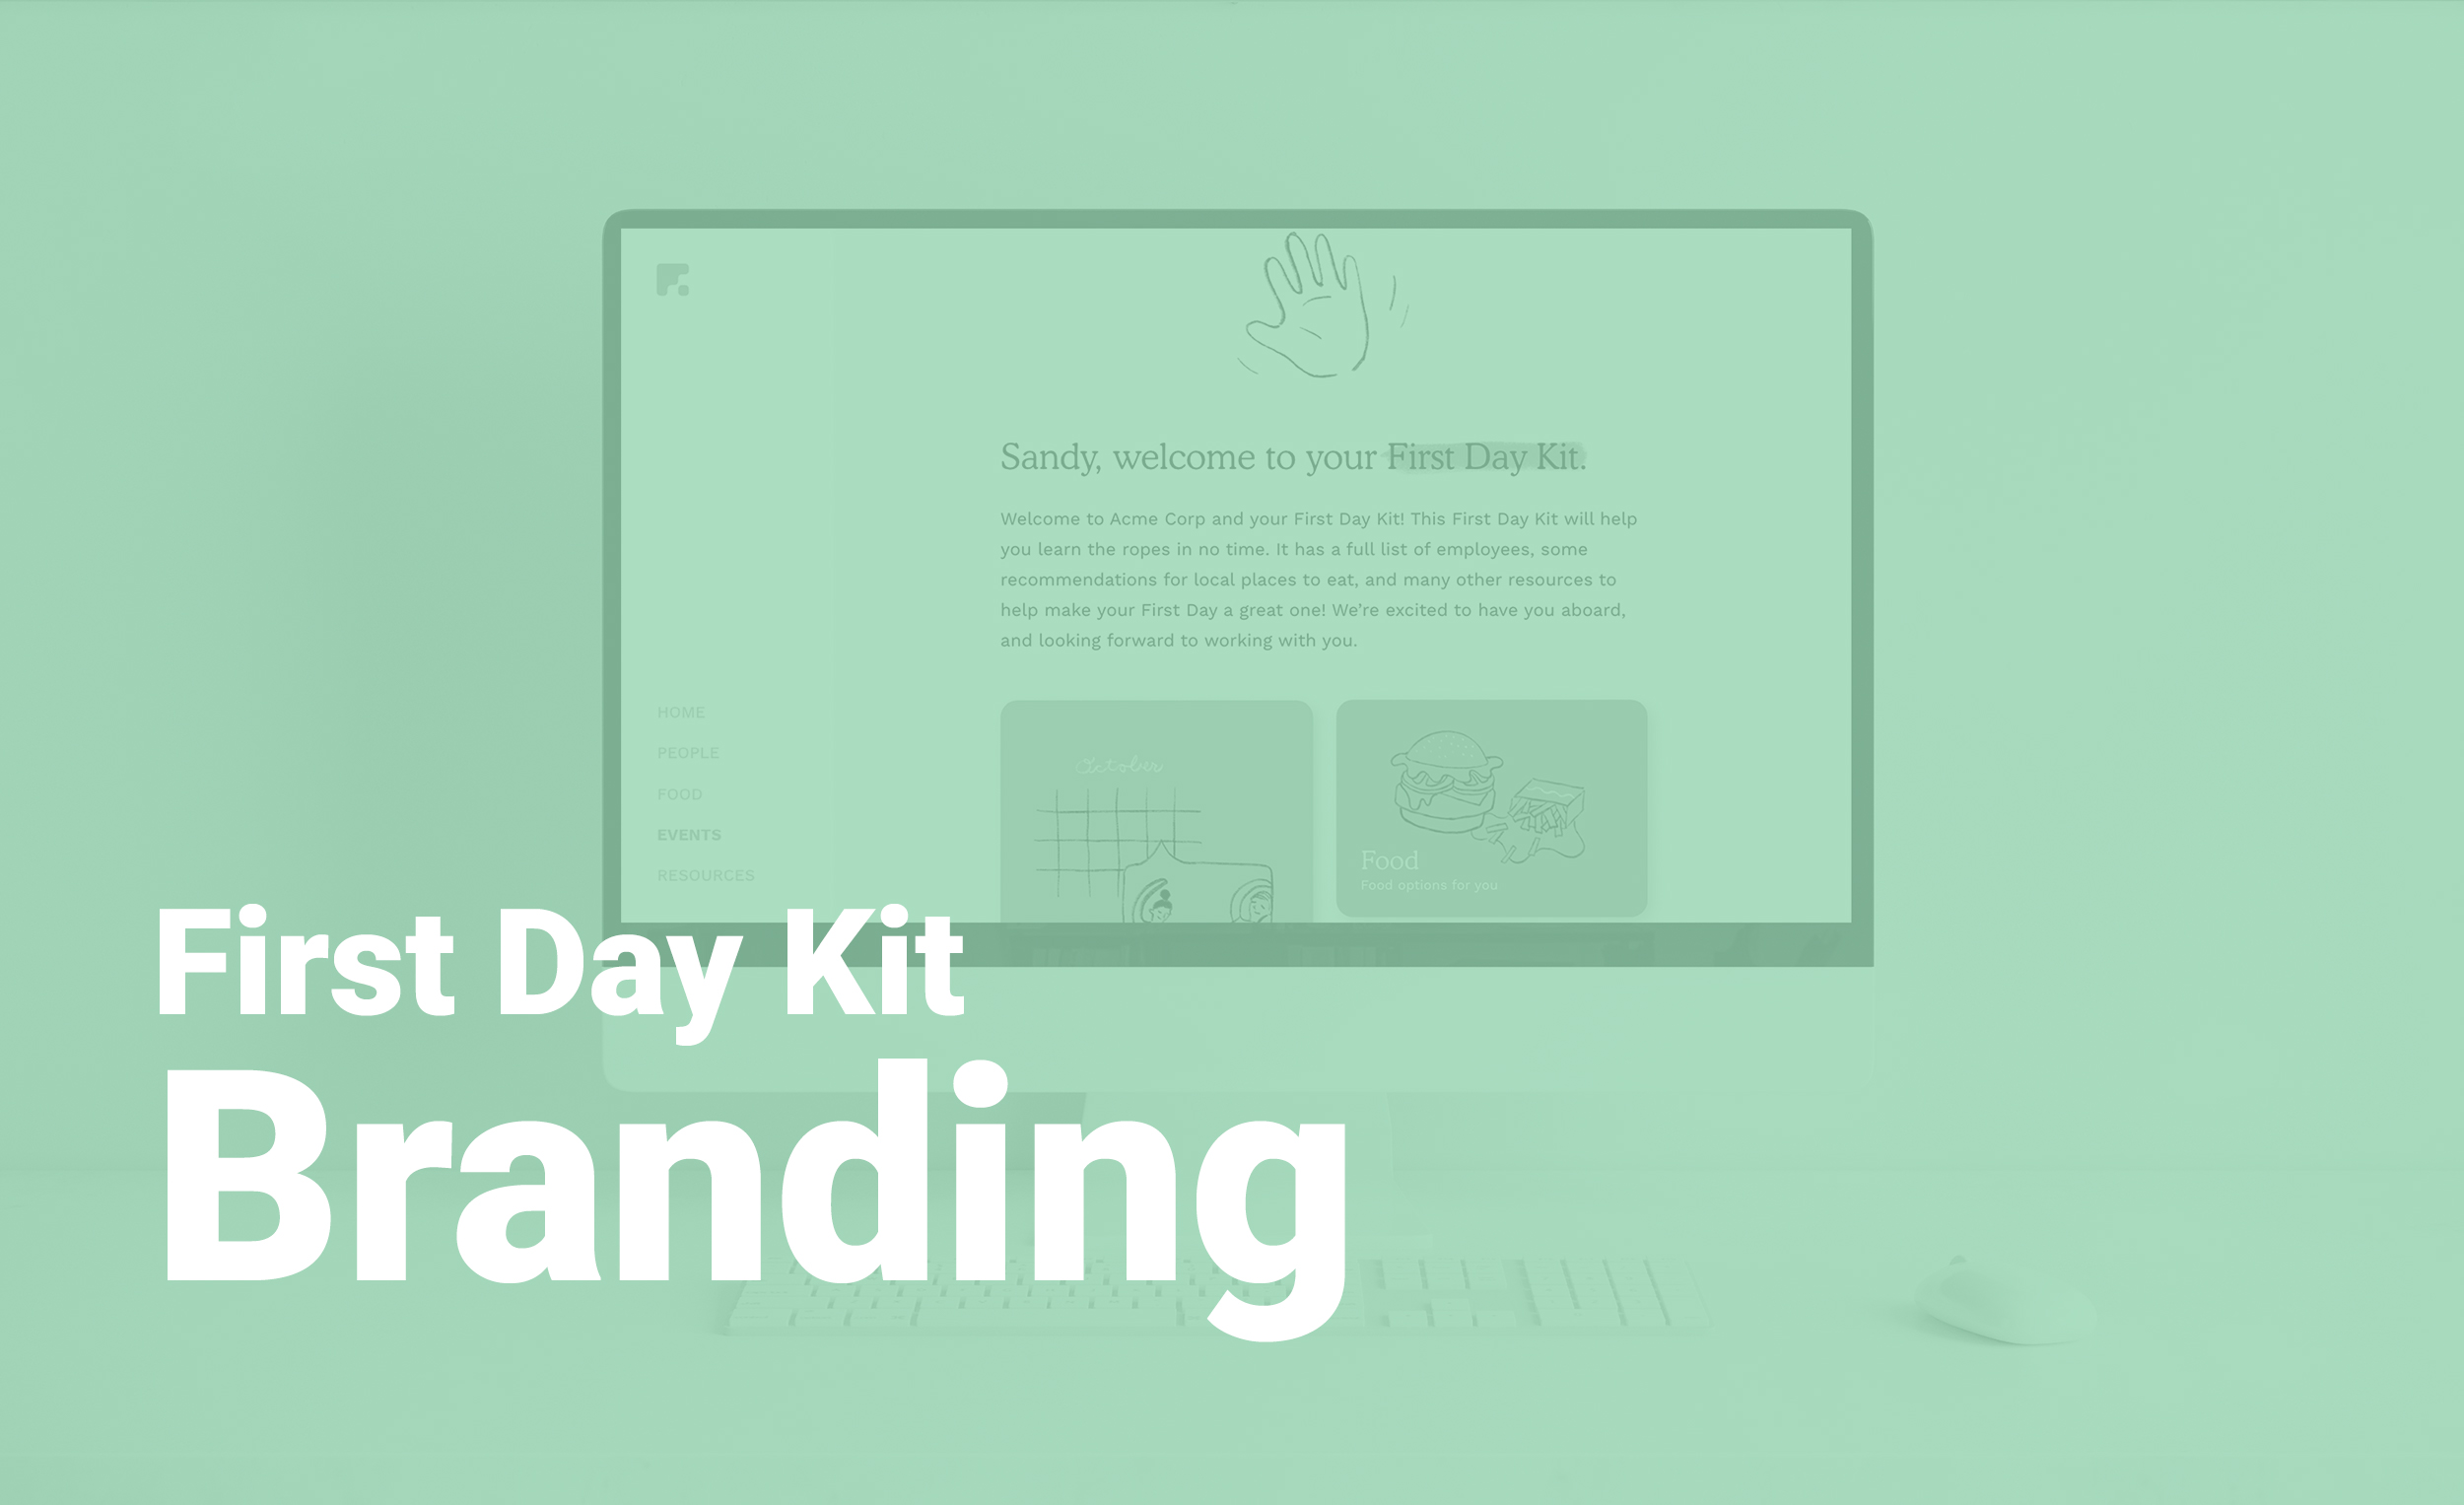 Sandy, welcome to your First Day Kit.
Welcome to Acme Corp and your First Day Kit! This First Day Kit will help
you learn the ropes in no time. It has a full list of employees, some
recommendations for local places to eat, and many other resources to
help make your First Day a great one! We’re excited to have you aboard,
and looking forward to working with you.
HOME
PEOPLE
FOOD
EVENTS
RESOURCES
October
Food
Food options for you
First Day Kit
Branding